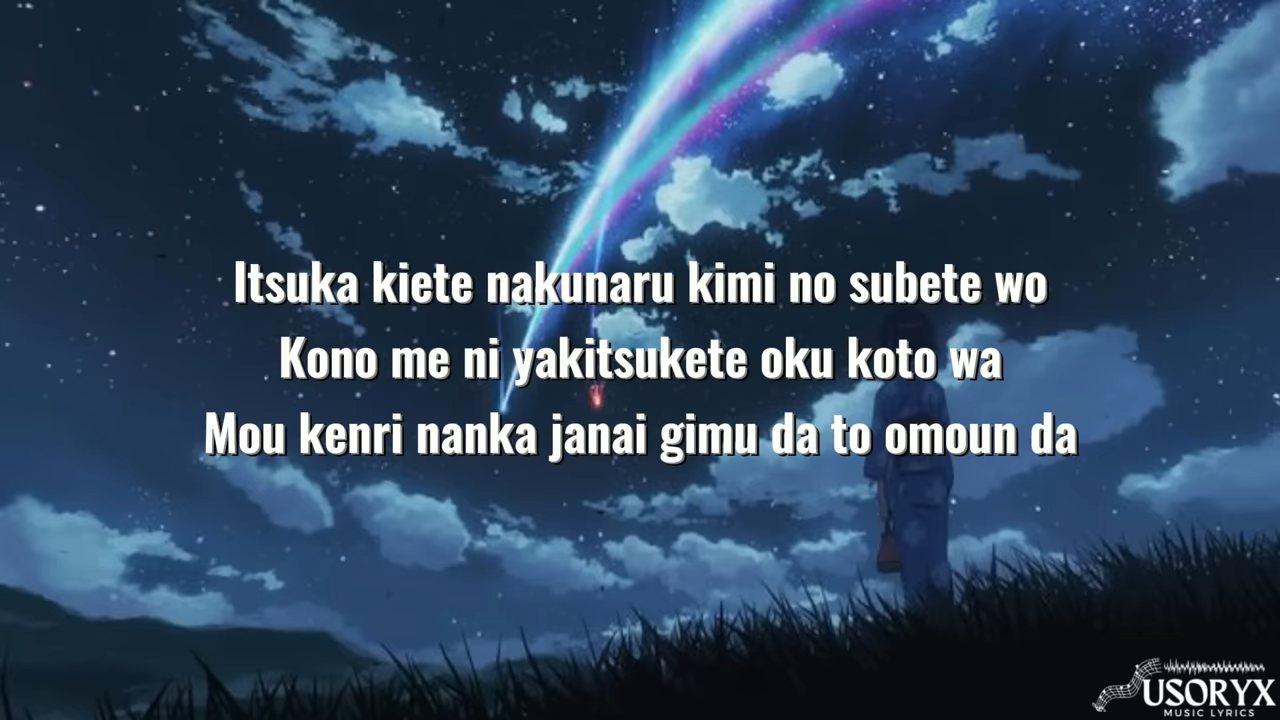 Itsuka kiete nakunaru kimi no subete wo
Kono me ni yakitsukete oku koto wa
Mou kenri nanka janai gimu da to omoun da
USORYX
MUSIC LYRICS